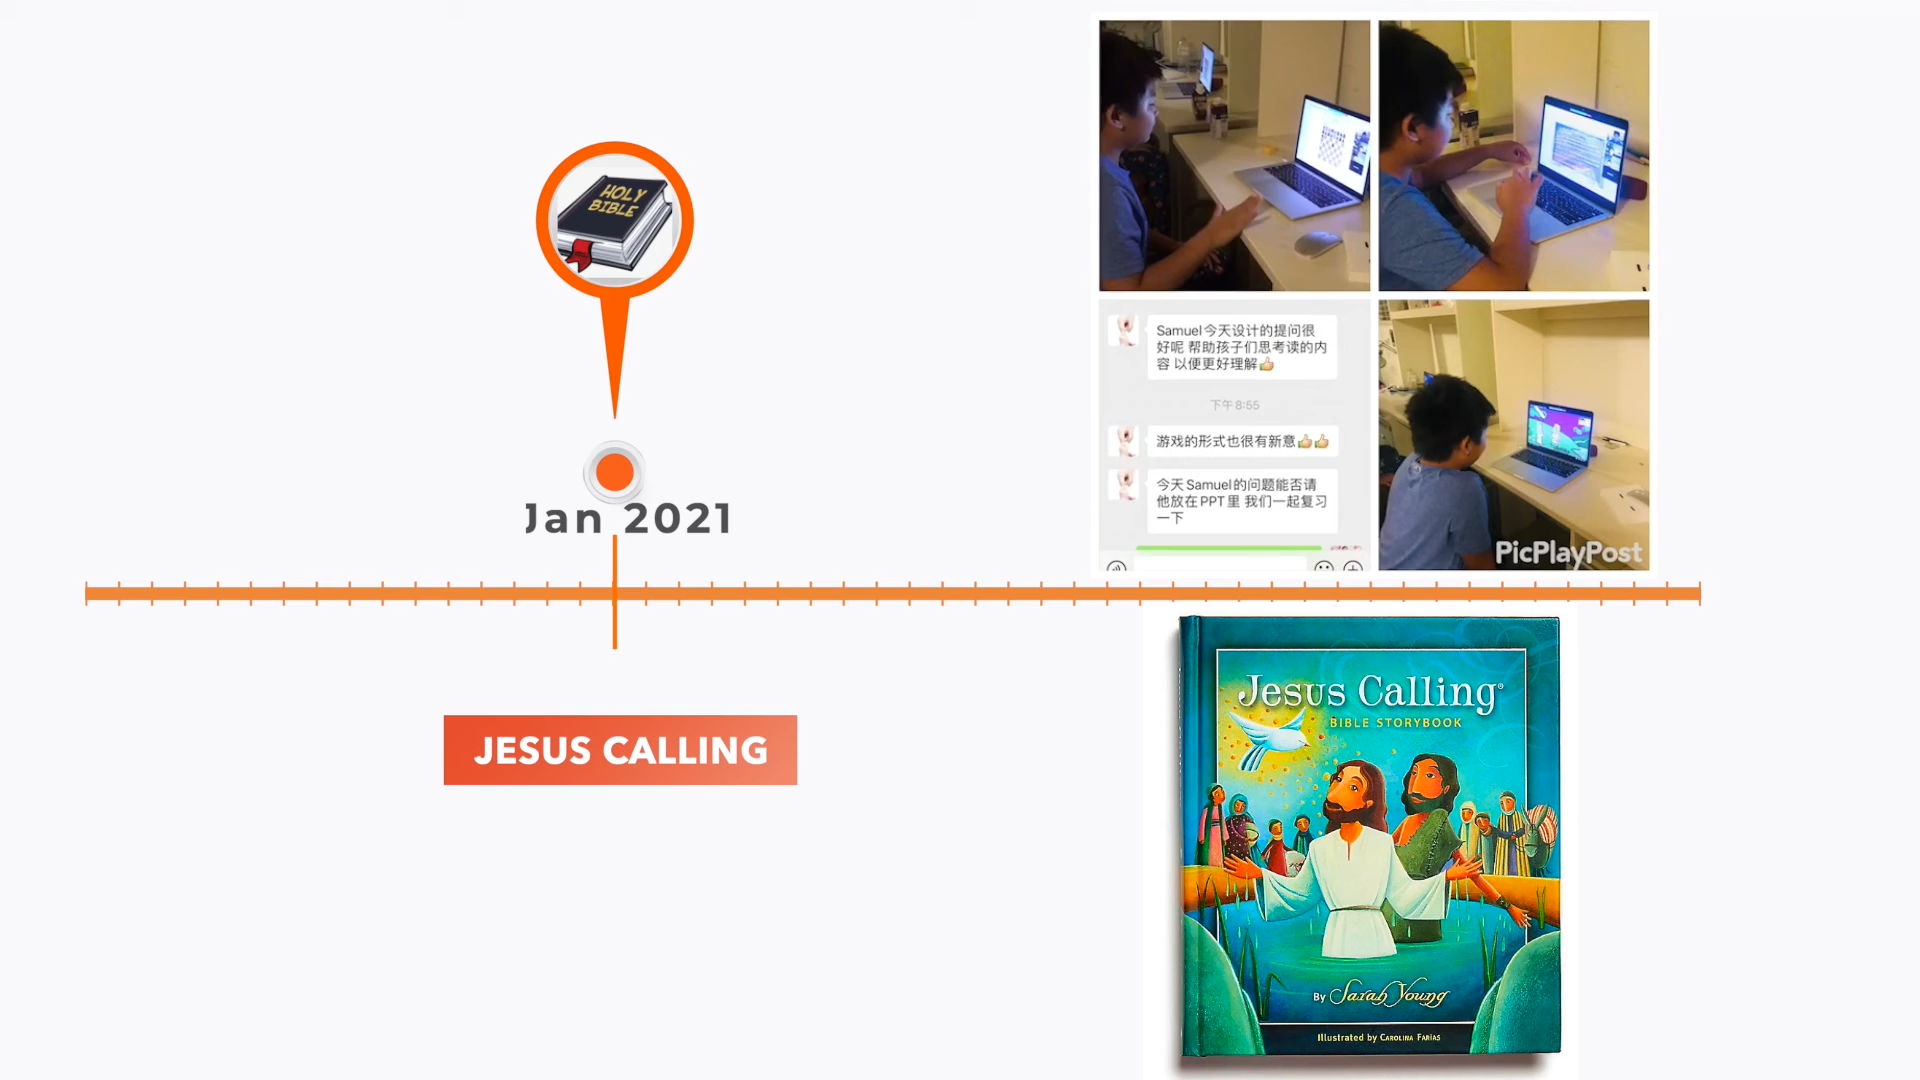 HOLY
BIBLE
Jan 2021
JESUS CALLING
Samuel今天设计的提问很
好呢 帮助孩子们思考读的内
容 以便更好理解👍
下午 8:55
游戏的形式也很有新意👍👍
今天Samuel的问题能否请
他放在PPT里 我们一起复习
一下
PicPlayPost
Jesus Calling®
BIBLE STORYBOOK
By Sarah Young
Illustrated by CAROLINA FARÍAS